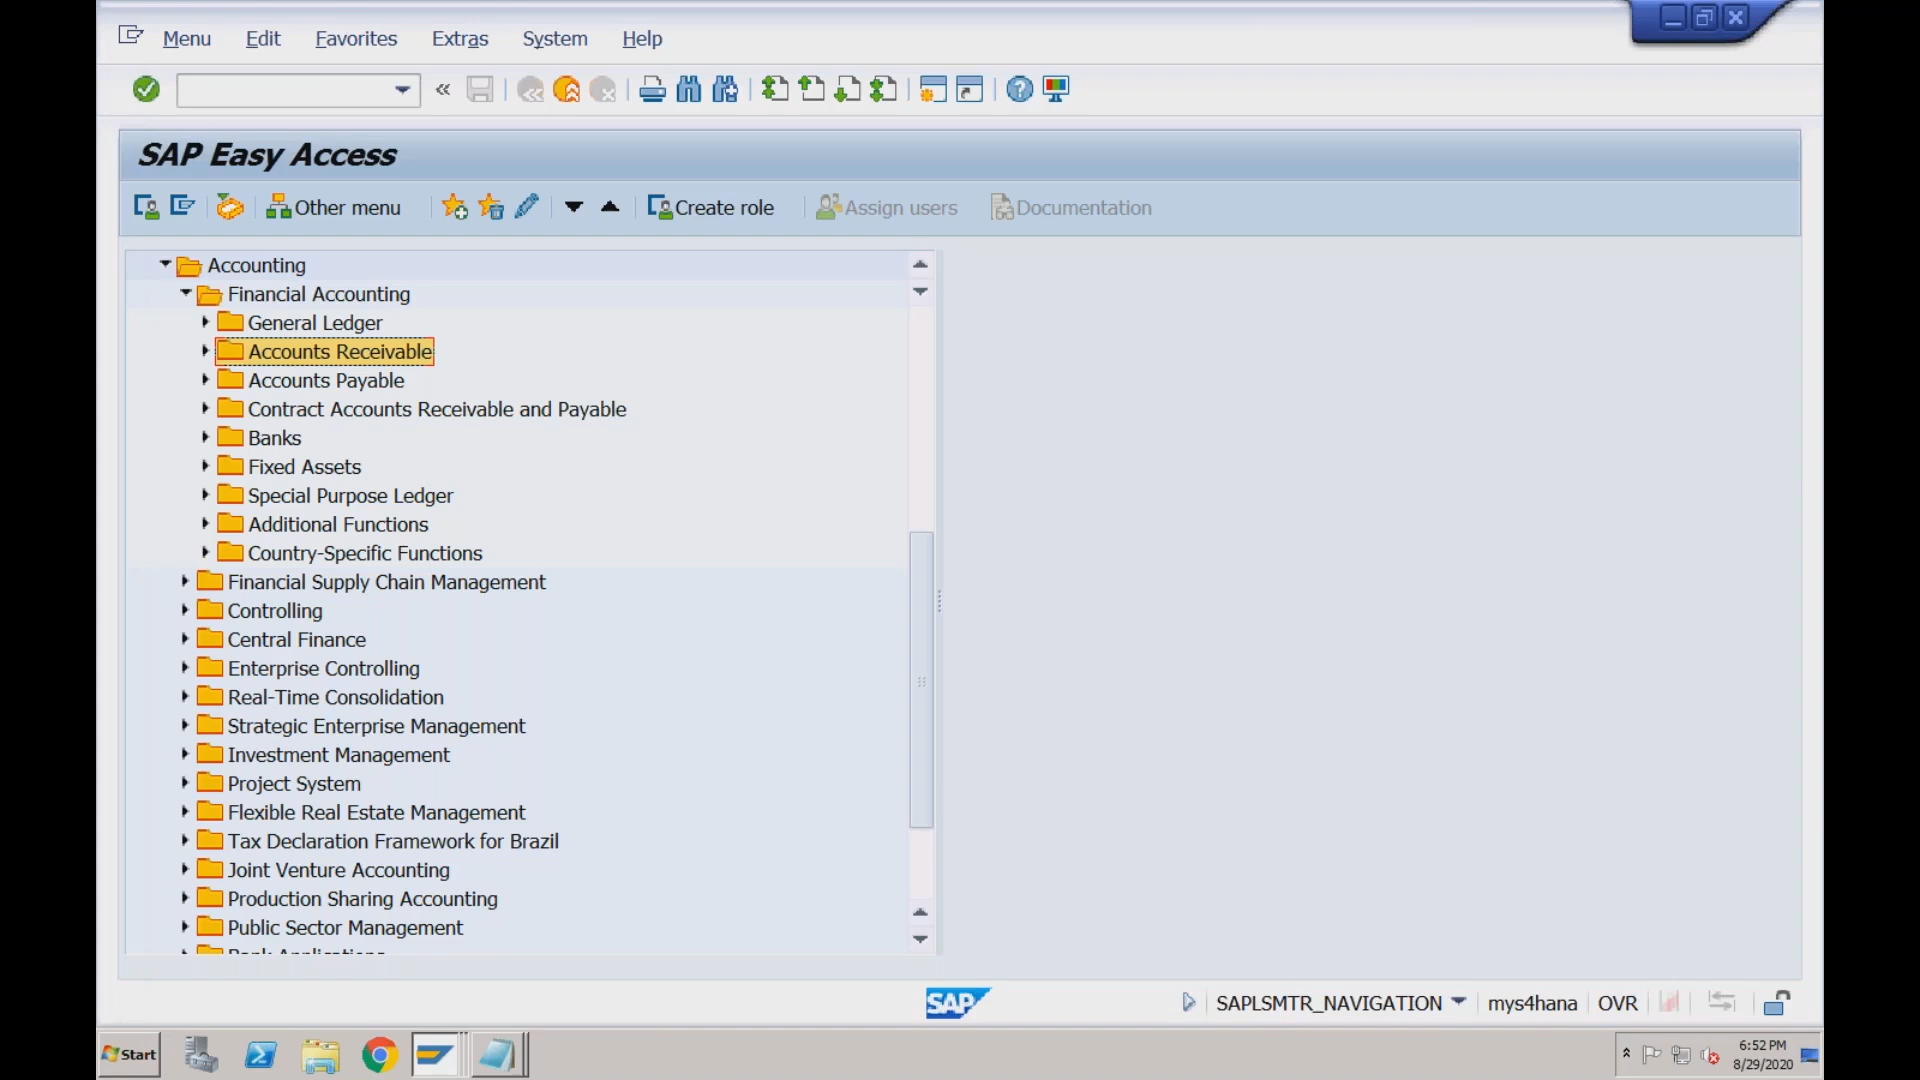 Menu Edit Favorites Extras System Help
SAP Easy Access
Other menu Create role Assign users Documentation
Accounting
Financial Accounting
General Ledger
Accounts Receivable
Accounts Payable
Contract Accounts Receivable and Payable
Banks
Fixed Assets
Special Purpose Ledger
Additional Functions
Country-Specific Functions
Financial Supply Chain Management
Controlling
Central Finance
Enterprise Controlling
Real-Time Consolidation
Strategic Enterprise Management
Investment Management
Project System
Flexible Real Estate Management
Tax Declaration Framework for Brazil
Joint Venture Accounting
Production Sharing Accounting
Public Sector Management
Bank Applications
SAP SAPLSMTR_NAVIGATION mys4hana OVR
Start 6:52 PM
8/29/2020